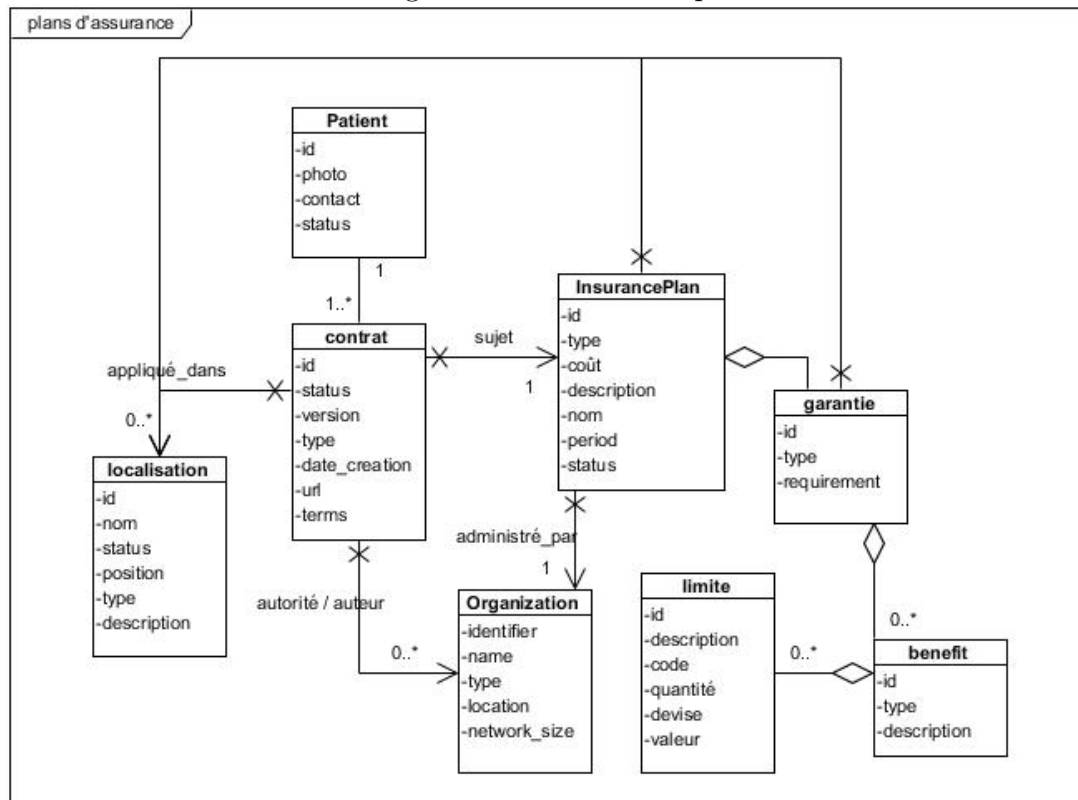 plans d'assurance
Patient
-id
-photo
-contact
-status
1
1..*
contrat
-id
-status
-version
-type
-date_creation
-url
-terms
sujet
1
InsurancePlan
-id
-type
-coût
-description
-nom
-period
-status
appliqué_dans
0..*
localisation
-id
-nom
-status
-position
-type
-description
garantie
-id
-type
-requirement
administré_par
1
autorité / auteur
0..*
Organization
-identifier
-name
-type
-location
-network_size
limite
-id
-description
-code
-quantité
-devise
-valeur
0..*
0..*
benefit
-id
-type
-description